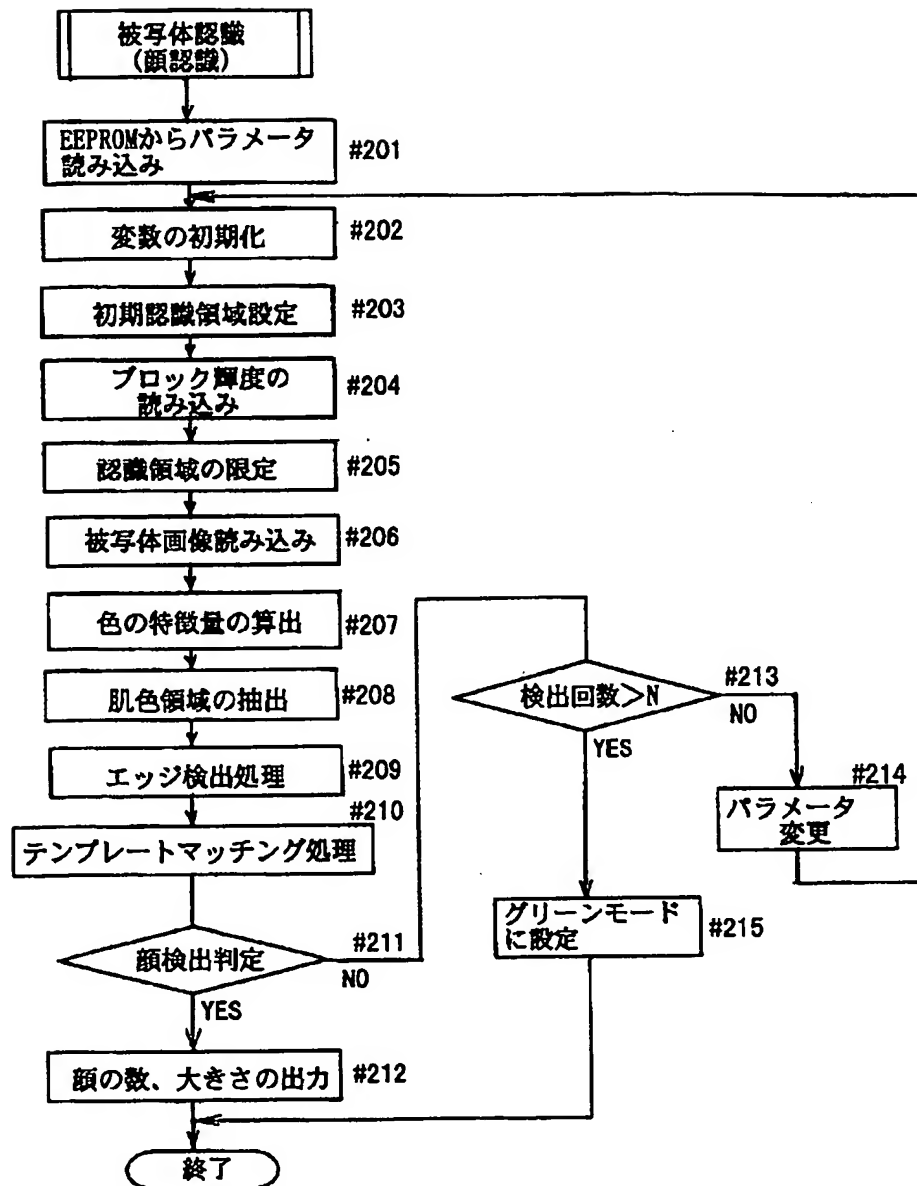 被写体認識
(顔認識)
EEPROMからパラメータ
読み込み
#201
変数の初期化
#202
初期認識領域設定
#203
ブロック輝度の
読み込み
#204
認識領域の限定
#205
被写体画像読み込み
#206
色の特徴量の算出
#207
肌色領域の抽出
#208
エッジ検出処理
#209
#210
テンプレートマッチング処理
顔検出判定
#211
NO
YES
顔の数、大きさの出力
#212
終了
検出回数>N
#213
NO
YES
#214
パラメータ
変更
グリーンモード
に設定
#215